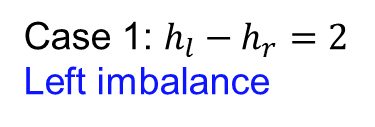 Case 1: $h_l - h_r = 2$
Left imbalance